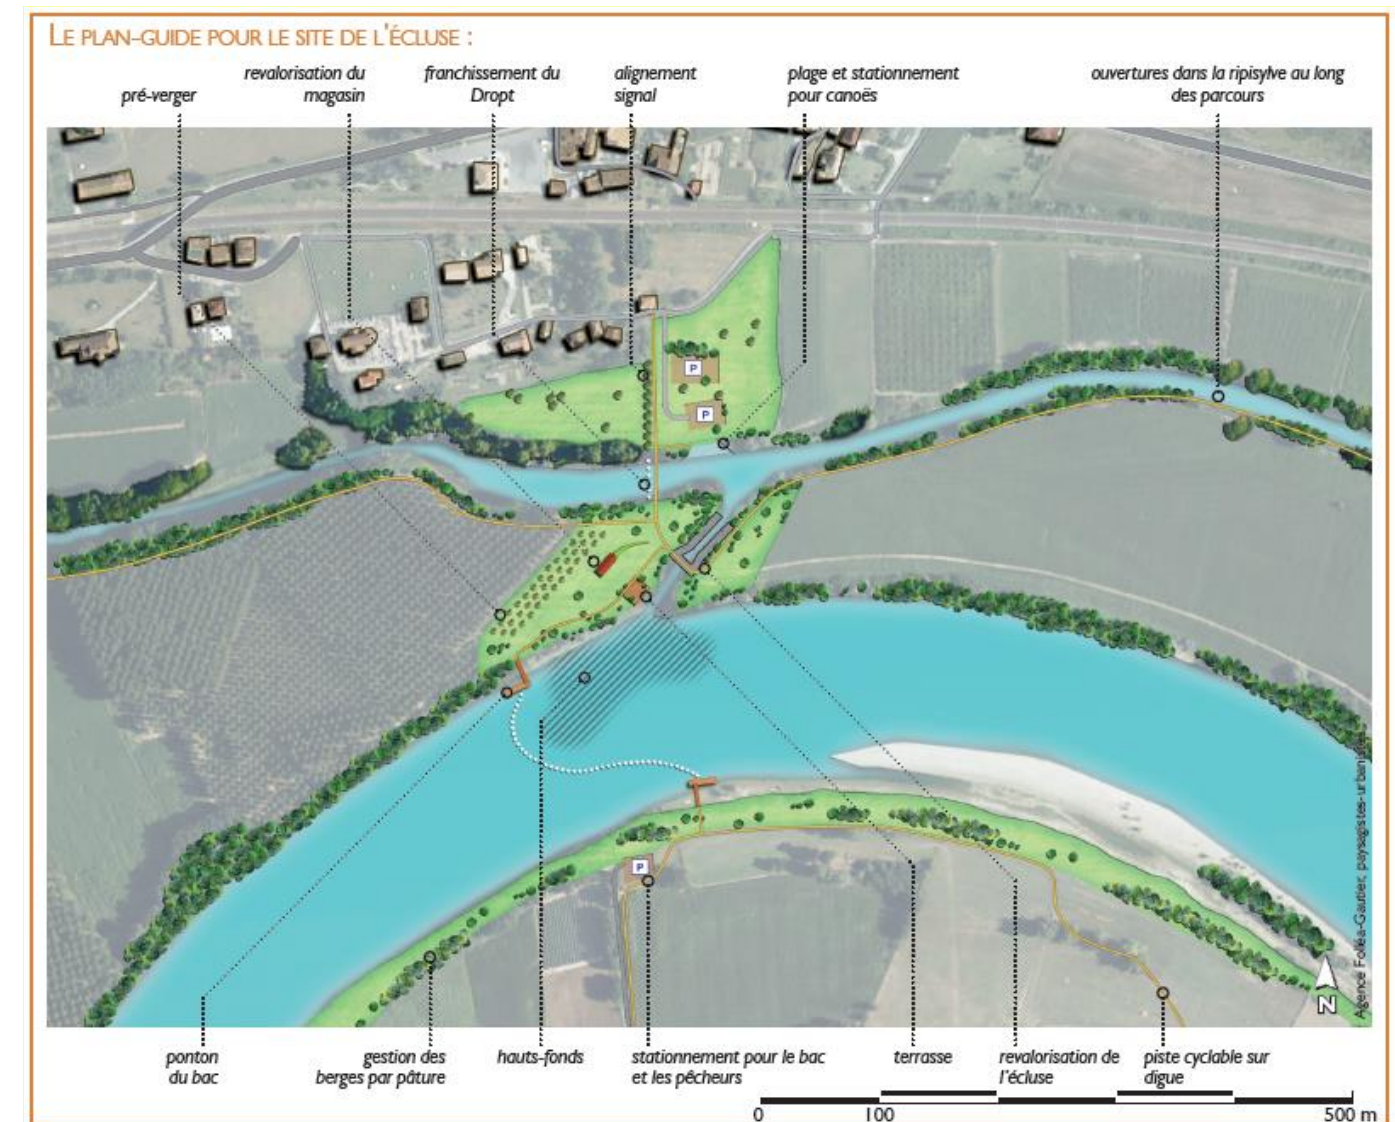 LE PLAN-GUIDE POUR LE SITE DE L'ÉCLUSE :
pré-verger
revalorisation du
magasin
franchissement du
Dropt
alignement
signal
plage et stationnement
pour canoës
ouvertures dans la ripisylve au long
des parcours
P
P
P
Agence Folléa-Gautier, paysagistes-urbanistes
N
ponton
du bac
gestion des
berges par pâture
hauts-fonds
stationnement pour le bac
et les pêcheurs
terrasse
revalorisation de
l'écluse
piste cyclable sur
digue
0
100
500 m